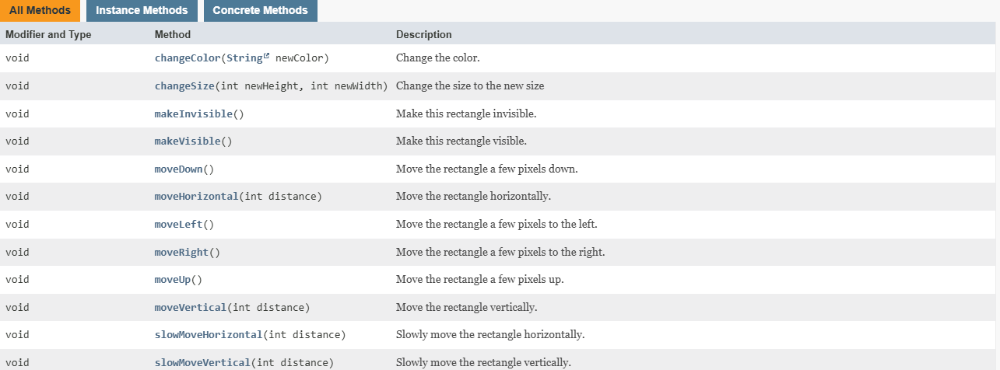 All Methods Instance Methods Concrete Methods
Modifier and Type Method Description
void changeColor(String newColor) Change the color.
void changeSize(int newHeight, int newWidth) Change the size to the new size
void makeInvisible() Make this rectangle invisible.
void makeVisible() Make this rectangle visible.
void moveDown() Move the rectangle a few pixels down.
void moveHorizontal(int distance) Move the rectangle horizontally.
void moveLeft() Move the rectangle a few pixels to the left.
void moveRight() Move the rectangle a few pixels to the right.
void moveUp() Move the rectangle a few pixels up.
void moveVertical(int distance) Move the rectangle vertically.
void slowMoveHorizontal(int distance) Slowly move the rectangle horizontally.
void slowMoveVertical(int distance) Slowly move the rectangle vertically.